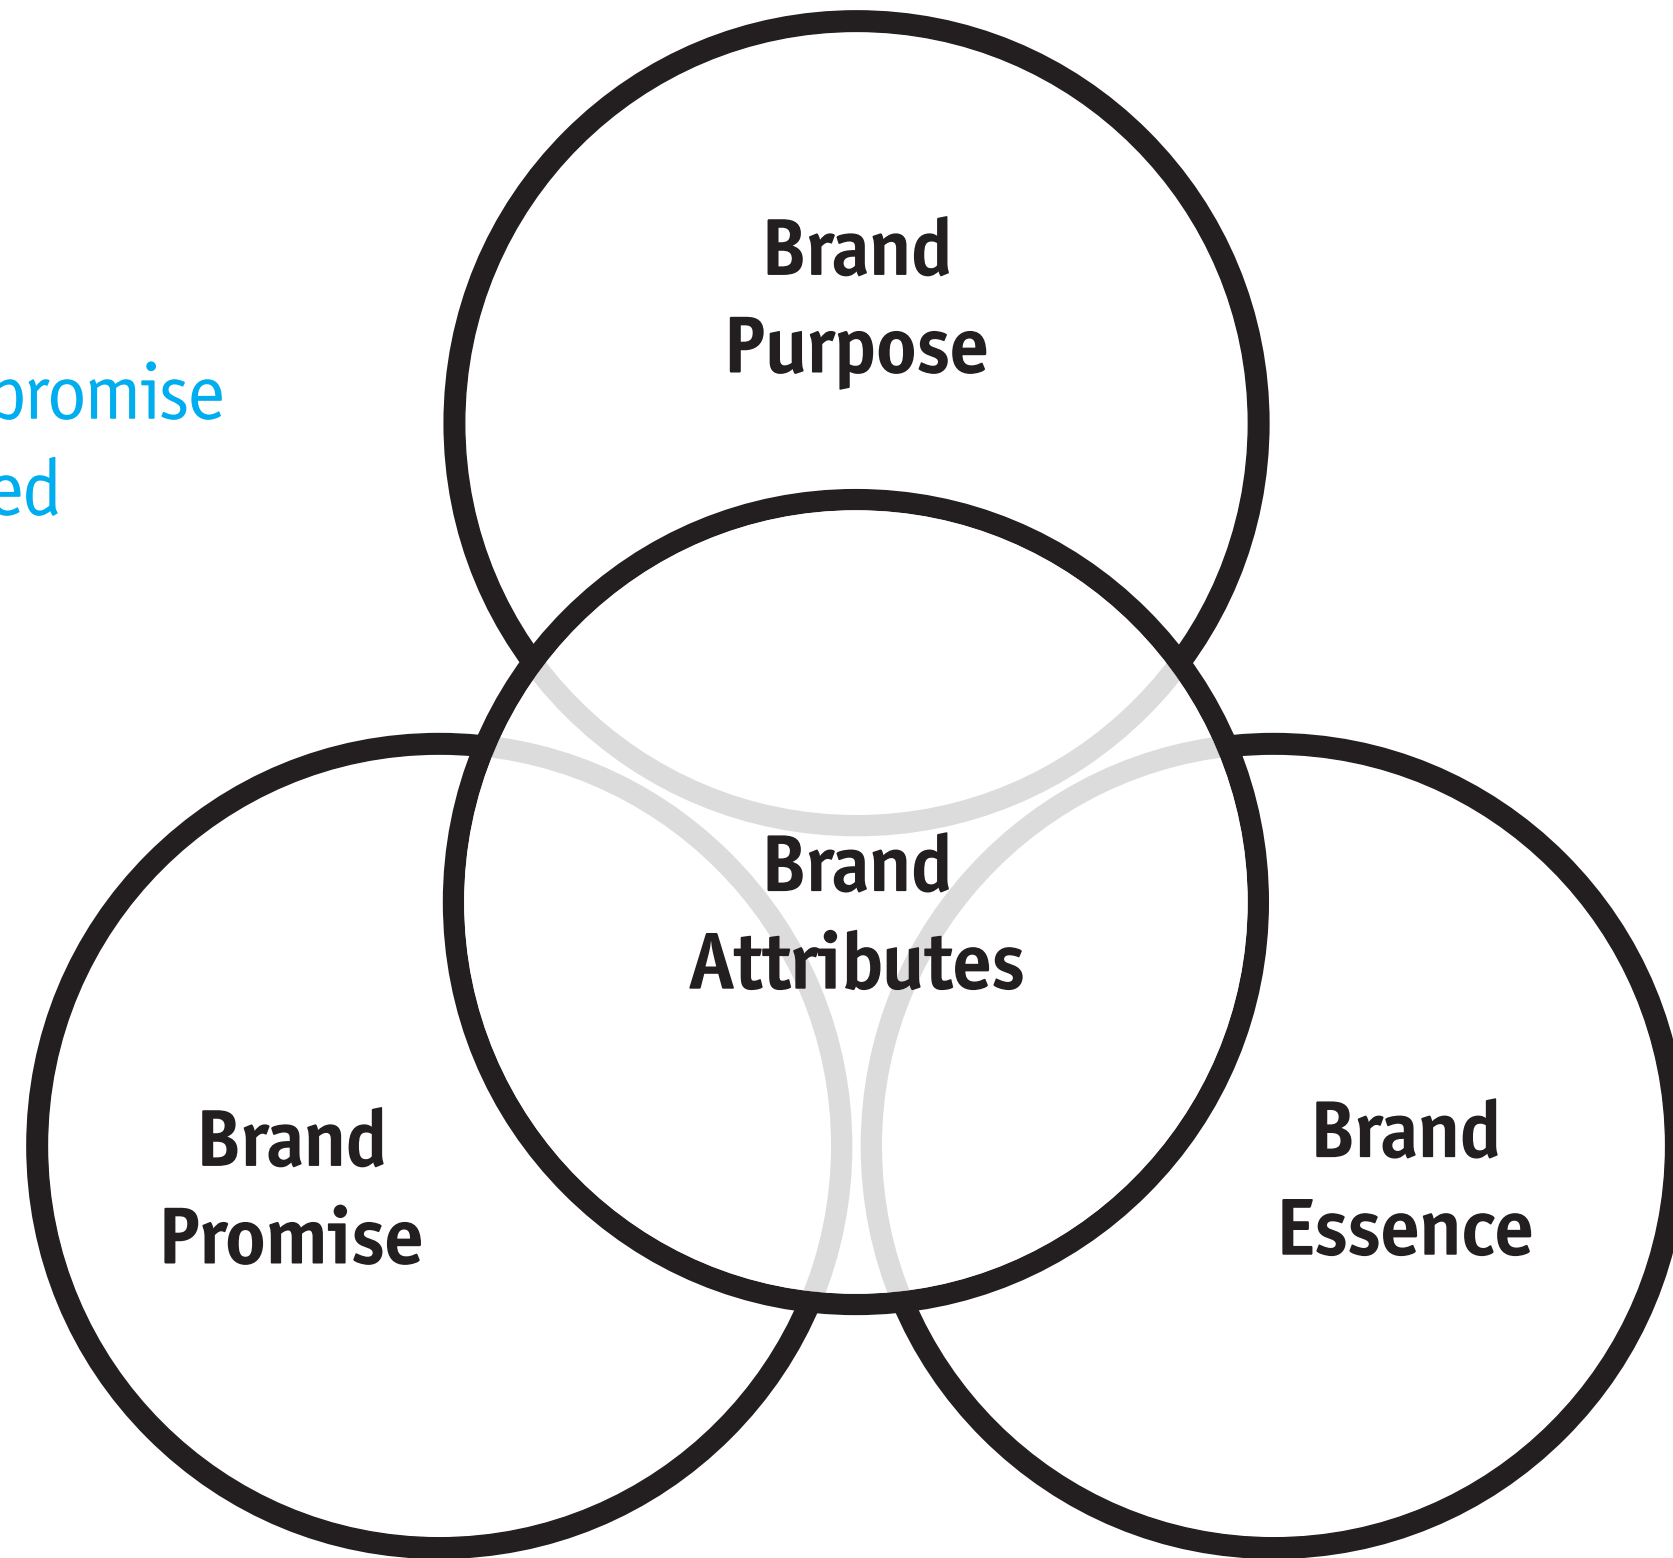 Brand
Purpose
promise
ed
Brand
Attributes
Brand
Promise
Brand
Essence